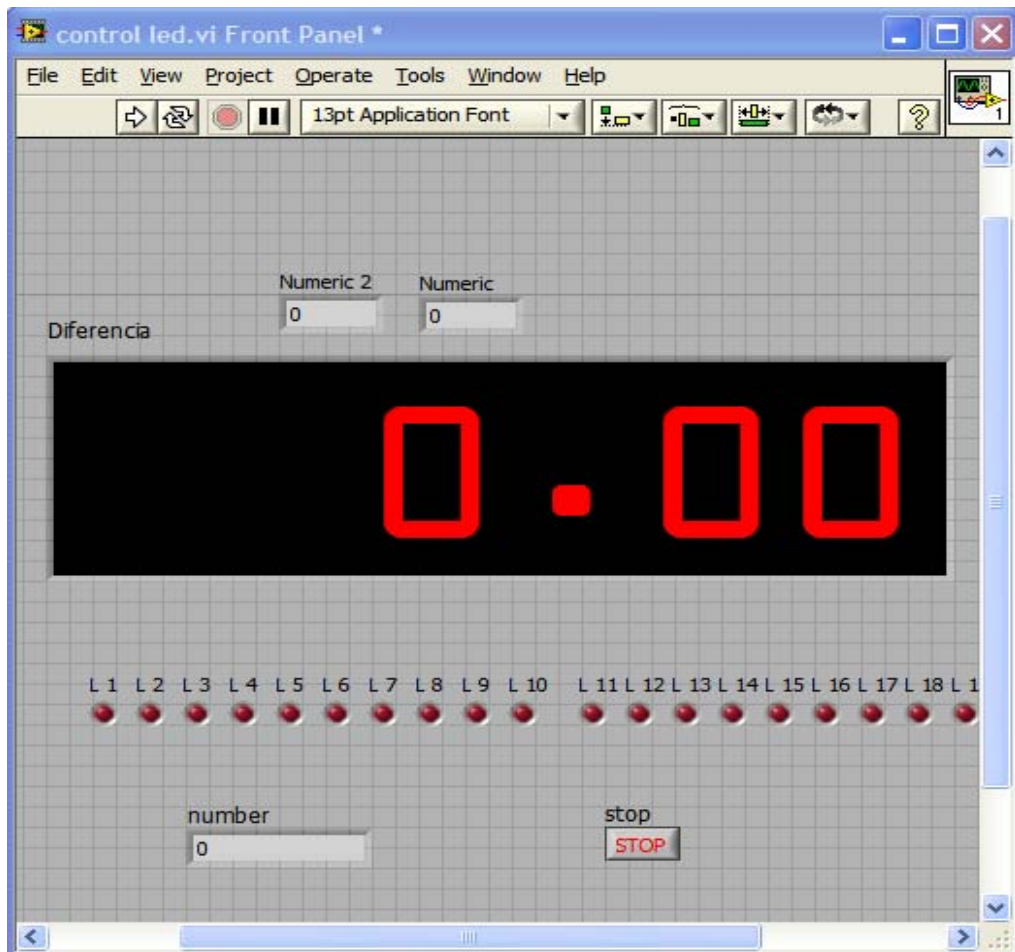 control led.vi Front Panel *
File Edit View Project Operate Tools Window Help
13pt Application Font
1
Numeric 2 Numeric
0 0
Diferencia
0.00
L 1 L 2 L 3 L 4 L 5 L 6 L 7 L 8 L 9 L 10 L 11 L 12 L 13 L 14 L 15 L 16 L 17 L 18 L 1
number stop
0 STOP